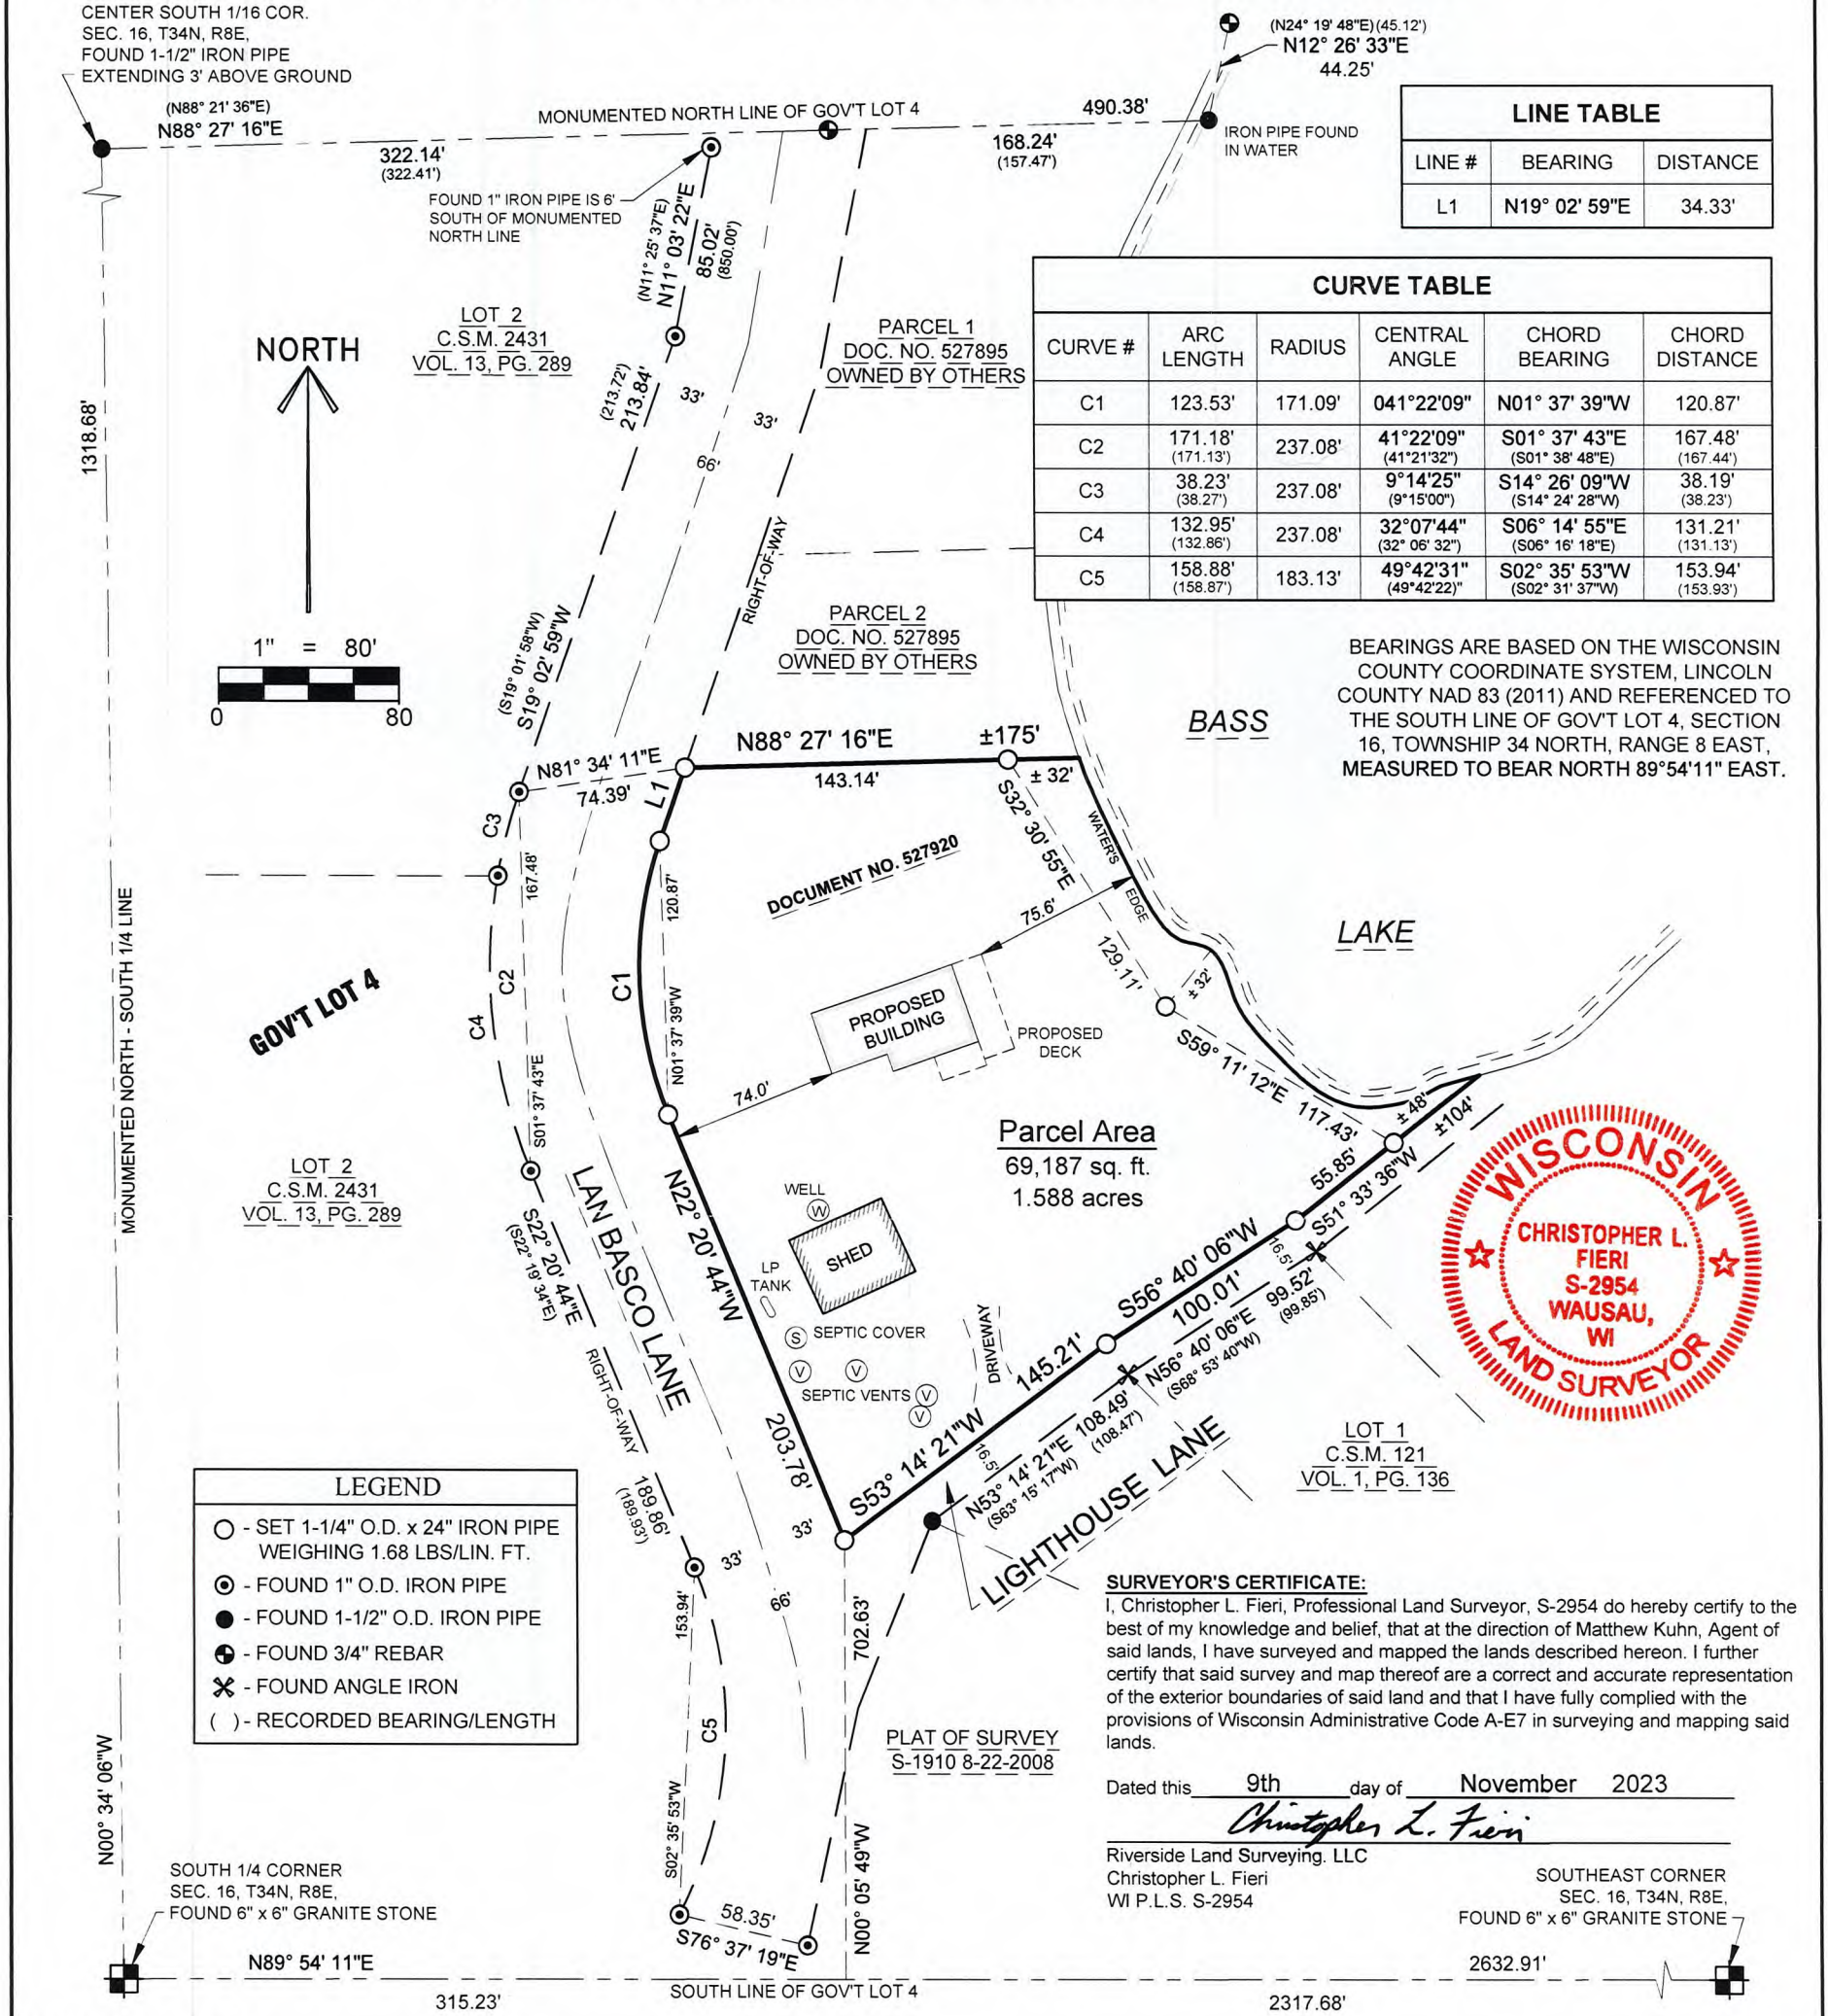 CENTER SOUTH 1/16 COR.
SEC. 16, T34N, R8E,
FOUND 1-1/2" IRON PIPE
EXTENDING 3' ABOVE GROUND
(N88° 21' 36"E)
N88° 27' 16"E
322.14'
(322.41')
MONUMENTED NORTH LINE OF GOV'T LOT 4
490.38'
168.24'
(157.47')
(N24° 19' 48"E)(45.12')
N12° 26' 33"E
44.25'
IRON PIPE FOUND
IN WATER
FOUND 1" IRON PIPE IS 6'
SOUTH OF MONUMENTED
NORTH LINE
(N11° 25' 37"E)
N11° 03' 22"E
85.02'
(850.00')
LINE TABLE
LINE # BEARING DISTANCE
L1 N19° 02' 59"E 34.33'
CURVE TABLE
CURVE # ARC LENGTH RADIUS CENTRAL ANGLE CHORD BEARING CHORD DISTANCE
C1 123.53' 171.09' 041°22'09" N01° 37' 39"W 120.87'
C2 171.18' 237.08' 41°22'09" S01° 37' 43"E 167.48'
(171.13') (41°21'32") (S01° 38' 48"E) (167.44')
C3 38.23' 237.08' 9°14'25" S14° 26' 09"W 38.19'
(38.27') (9°15'00") (S14° 24' 28"W) (38.23')
C4 132.95' 237.08' 32°07'44" S06° 14' 55"E 131.21'
(132.86') (32° 06' 32") (S06° 16' 18"E) (131.13')
C5 158.88' 183.13' 49°42'31" S02° 35' 53"W 153.94'
(158.87') (49°42'22)" (S02° 31' 37"W) (153.93')
BEARINGS ARE BASED ON THE WISCONSIN
COUNTY COORDINATE SYSTEM, LINCOLN
COUNTY NAD 83 (2011) AND REFERENCED TO
THE SOUTH LINE OF GOV'T LOT 4, SECTION
16, TOWNSHIP 34 NORTH, RANGE 8 EAST,
MEASURED TO BEAR NORTH 89°54'11" EAST.
LOT 2
C.S.M. 2431
VOL. 13, PG. 289
NORTH
1" = 80'
0 80
1318.68'
(213.72')
213.84'
33'
33'
66'
PARCEL 1
DOC. NO. 527895
OWNED BY OTHERS
RIGHT-OF-WAY
PARCEL 2
DOC. NO. 527895
OWNED BY OTHERS
(S19° 01' 58"W)
S19° 02' 59"W
N88° 27' 16"E
±175'
143.14'
± 32'
N81° 34' 11"E
74.39'
L1
C3
167.48'
120.87'
DOCUMENT NO. 527920
S32° 30' 55"E
129.11'
WATER'S
EDGE
75.6'
BASS
LAKE
± 32'
MONUMENTED NORTH - SOUTH 1/4 LINE
GOV'T LOT 4
C4
C2
C1
S01° 37' 43"E
N01° 37' 39"W
74.0'
PROPOSED
BUILDING
PROPOSED
DECK
S59° 11' 12"E
117.43'
± 48'
±104'
Parcel Area
69,187 sq. ft.
1.588 acres
55.85'
S51° 33' 36"W
WISCONSIN
CHRISTOPHER L.
FIERI
S-2954
WAUSAU,
WI
LAND SURVEYOR
LOT 2
C.S.M. 2431
VOL. 13, PG. 289
S22° 20' 44"E
(S22° 19' 34"E)
LAN BASCO LANE
N22° 20' 44"W
203.78'
WELL
W
SHED
LP
TANK
S SEPTIC COVER
V
V
SEPTIC VENTS
V
V
DRIVEWAY
S56° 40' 06"W
100.01'
16.5'
N56° 40' 06"E
99.52'
(S68° 53' 40"W)
(99.85')
145.21'
S53° 14' 21"W
16.5'
N53° 14' 21"E
108.49'
(S63° 15' 17"W)
(108.47')
LIGHTHOUSE LANE
LOT 1
C.S.M. 121
VOL. 1, PG. 136
RIGHT-OF-WAY
189.86'
(189.93')
33'
33'
66'
LEGEND
- SET 1-1/4" O.D. x 24" IRON PIPE
WEIGHING 1.68 LBS/LIN. FT.
- FOUND 1" O.D. IRON PIPE
- FOUND 1-1/2" O.D. IRON PIPE
- FOUND 3/4" REBAR
- FOUND ANGLE IRON
( ) - RECORDED BEARING/LENGTH
153.94'
C5
S02° 35' 53"W
702.63'
N00° 05' 49"W
PLAT OF SURVEY
S-1910 8-22-2008
58.35'
S76° 37' 19"E
SURVEYOR'S CERTIFICATE:
I, Christopher L. Fieri, Professional Land Surveyor, S-2954 do hereby certify to the
best of my knowledge and belief, that at the direction of Matthew Kuhn, Agent of
said lands, I have surveyed and mapped the lands described hereon. I further
certify that said survey and map thereof are a correct and accurate representation
of the exterior boundaries of said land and that I have fully complied with the
provisions of Wisconsin Administrative Code A-E7 in surveying and mapping said
lands.
Dated this 9th day of November 2023
Christopher L. Fieri
Riverside Land Surveying. LLC
Christopher L. Fieri
WI P.L.S. S-2954
N00° 34' 06"W
SOUTH 1/4 CORNER
SEC. 16, T34N, R8E,
FOUND 6" x 6" GRANITE STONE
SOUTHEAST CORNER
SEC. 16, T34N, R8E,
FOUND 6" x 6" GRANITE STONE
N89° 54' 11"E
2632.91'
315.23'
SOUTH LINE OF GOV'T LOT 4
2317.68'